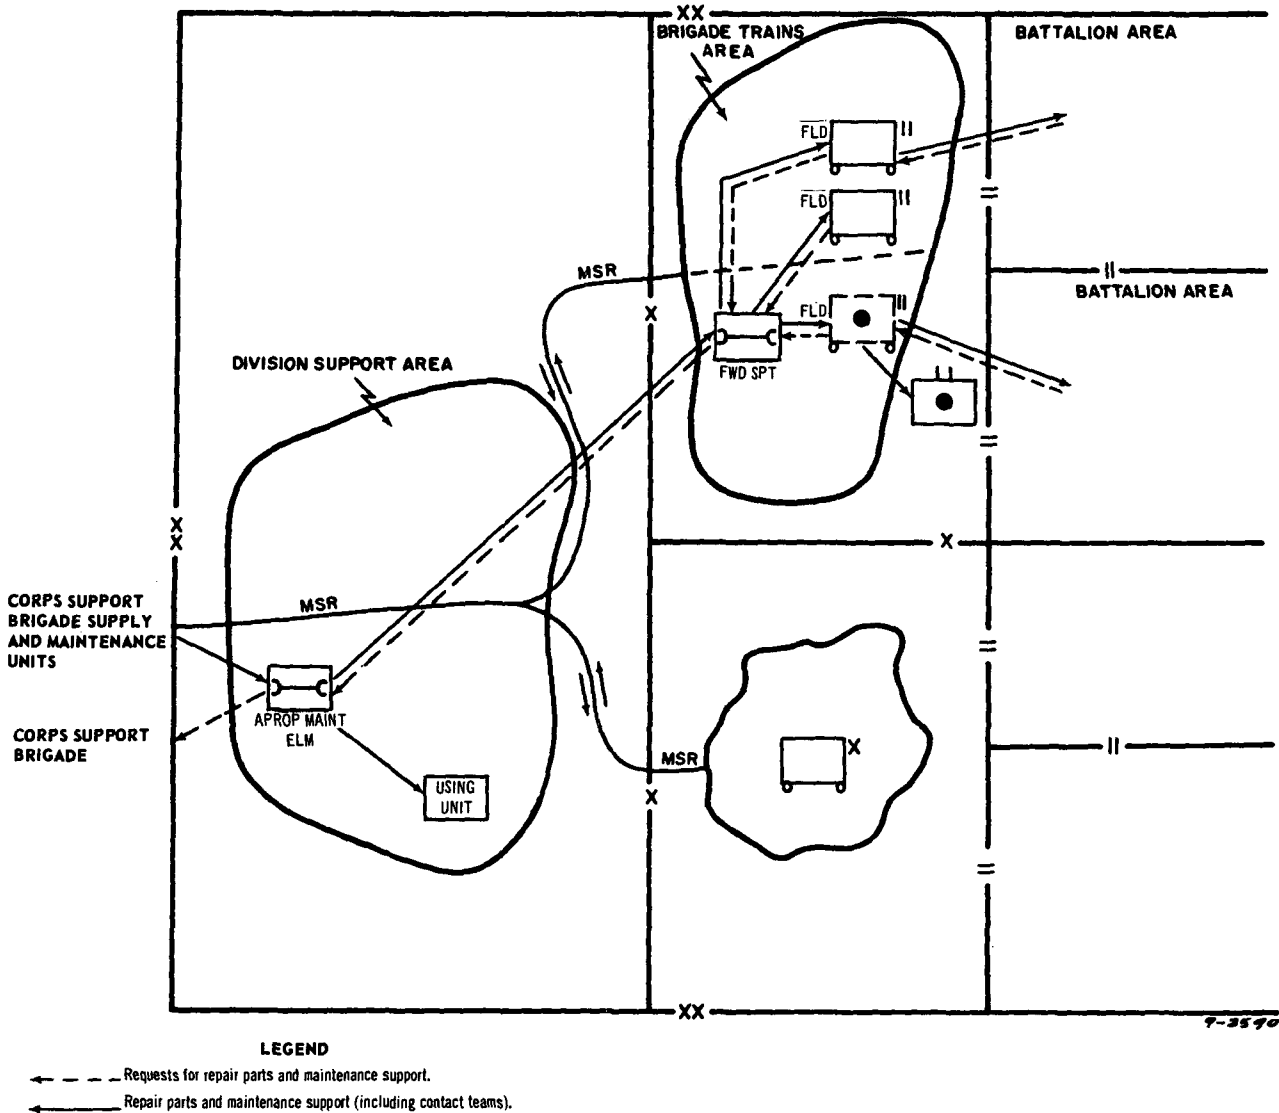 XX
BRIGADE TRAINS
AREA
BATTALION AREA
FLD
FLD
MSR
BATTALION AREA
X
FLD
FWD SPT
DIVISION SUPPORT AREA
X
X
X
CORPS SUPPORT
BRIGADE SUPPLY
AND MAINTENANCE
UNITS
MSR
APROP MAINT
ELM
CORPS SUPPORT
BRIGADE
X
MSR
USING
UNIT
X
XX
9-3590
LEGEND
Requests for repair parts and maintenance support.
Repair parts and maintenance support (including contact teams).